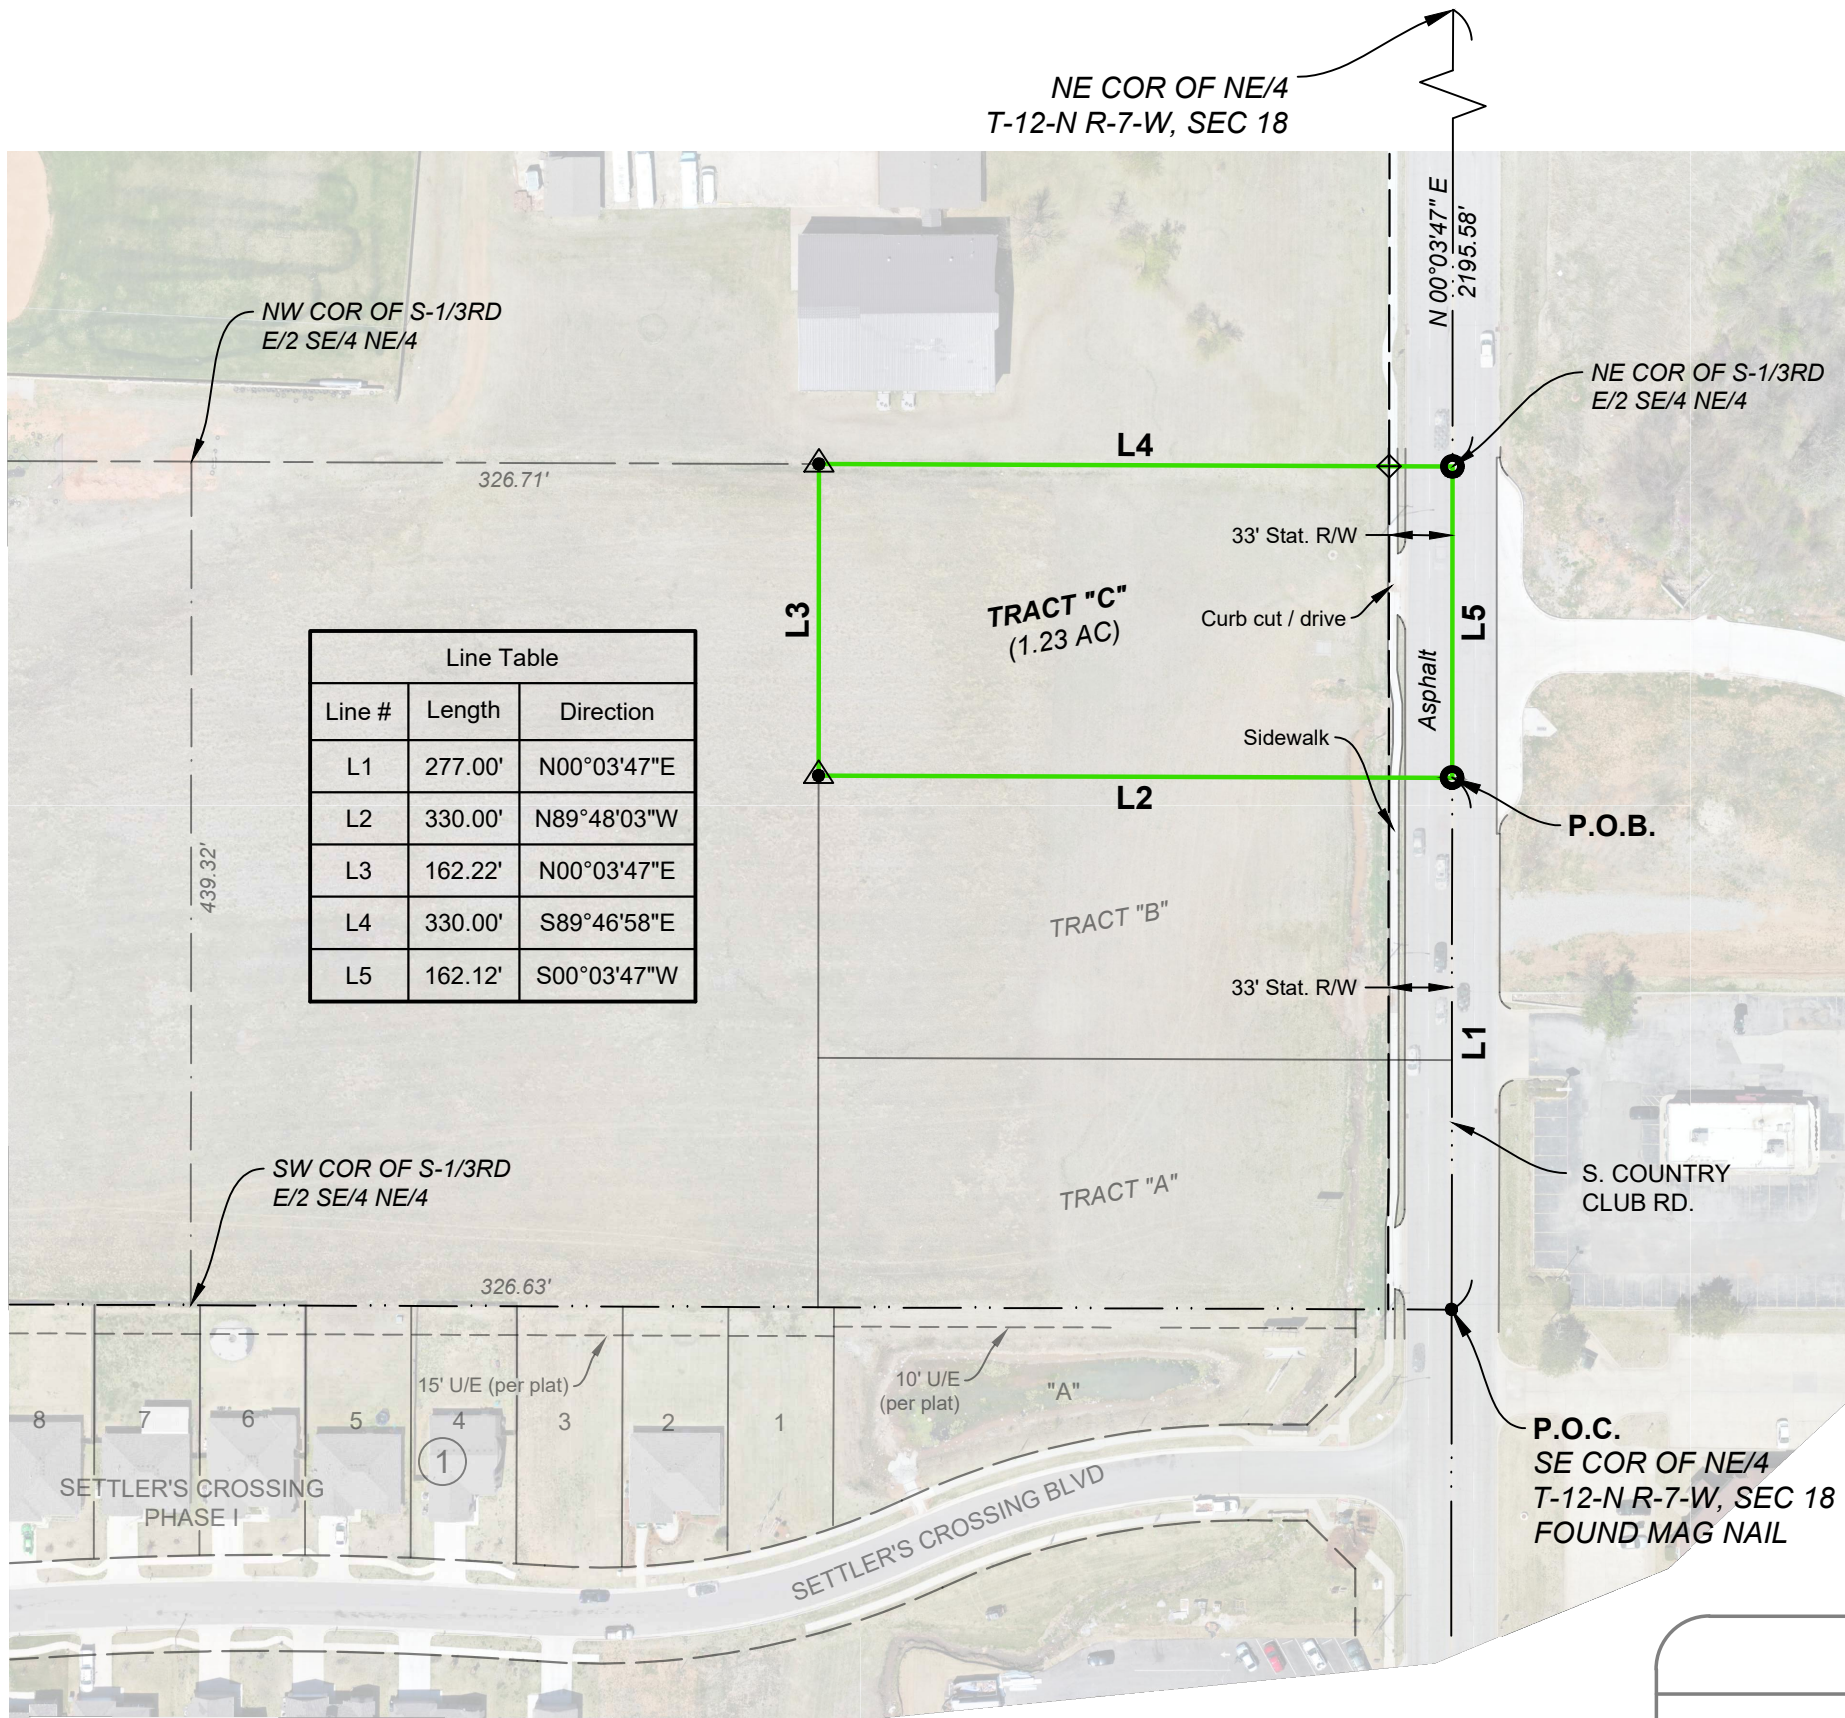 NE COR OF NE/4
T-12-N R-7-W, SEC 18
N 00°03'47" E
2195.58'
NW COR OF S-1/3RD
E/2 SE/4 NE/4
NE COR OF S-1/3RD
E/2 SE/4 NE/4
326.71'
L4
33' Stat. R/W
L3
TRACT "C"
(1.23 AC)
Curb cut / drive
L5
Asphalt
Sidewalk
L2
P.O.B.
Line Table
Line # Length Direction
L1 277.00' N00°03'47"E
L2 330.00' N89°48'03"W
L3 162.22' N00°03'47"E
L4 330.00' S89°46'58"E
L5 162.12' S00°03'47"W
439.32'
TRACT "B"
33' Stat. R/W
L1
SW COR OF S-1/3RD
E/2 SE/4 NE/4
TRACT "A"
S. COUNTRY
CLUB RD.
326.63'
15' U/E (per plat)
10' U/E
(per plat)
"A"
8 7 6 5 4 3 2 1
1
SETTLER'S CROSSING
PHASE I
SETTLER'S CROSSING BLVD
P.O.C.
SE COR OF NE/4
T-12-N R-7-W, SEC 18
FOUND MAG NAIL